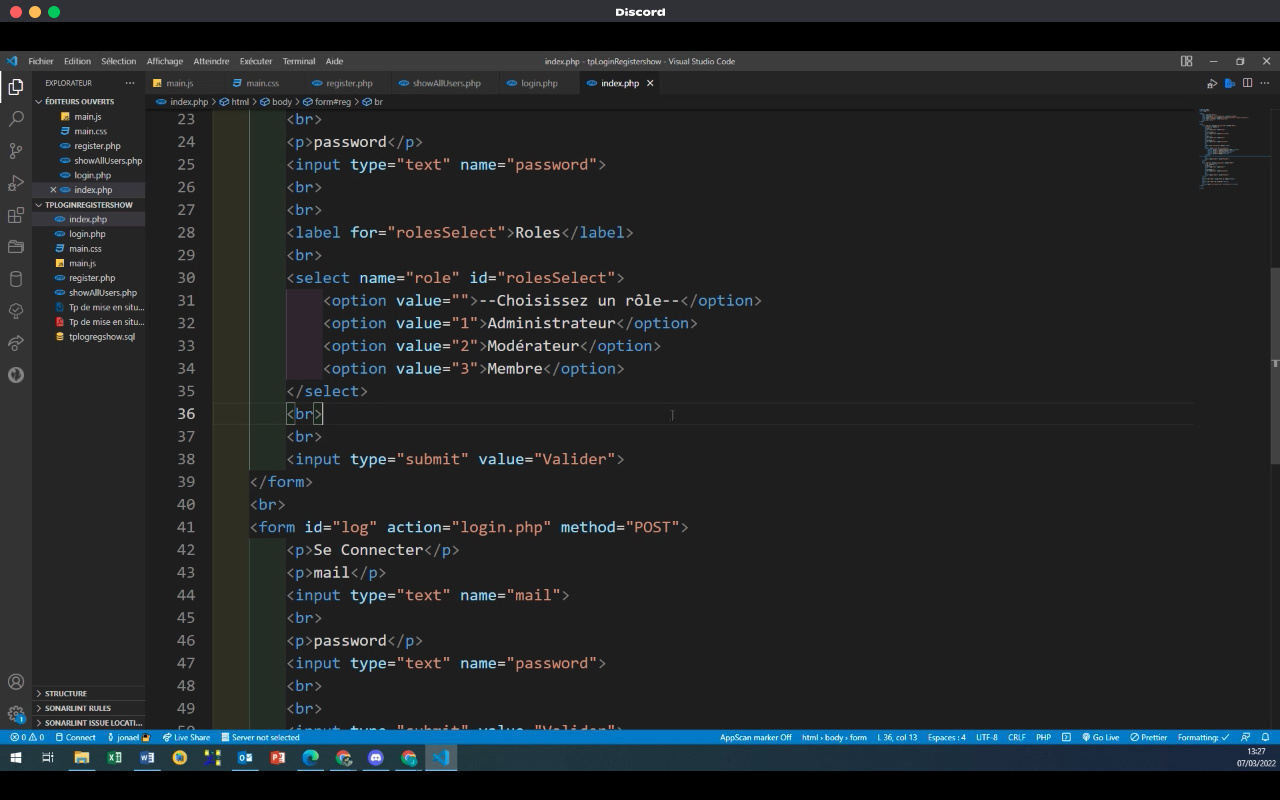 Discord
Fichier Edition Sélection Affichage Atteindre Exécuter Terminal Aide
index.php - tpLoginRegistershow - Visual Studio Code
EXPLORATEUR
main.js main.css register.php showAllUsers.php login.php index.php
index.php > html > body > form#reg > br
ÉDITEURS OUVERTS
main.js
main.css
register.php
showAllUsers.php
login.php
index.php
TPLOGINREGISTERSHOW
index.php
login.php
main.css
main.js
register.php
showAllUsers.php
Tp de mise en situ...
Tp de mise en situ...
tplogregshow.sql
STRUCTURE
SONARLINT RULES
SONARLINT ISSUE LOCATI...
23 <br>
24 <p>password</p>
25 <input type="text" name="password">
26 <br>
27 <br>
28 <label for="rolesSelect">Roles</label>
29 <br>
30 <select name="role" id="rolesSelect">
31 <option value="">--Choisissez un rôle--</option>
32 <option value="1">Administrateur</option>
33 <option value="2">Modérateur</option>
34 <option value="3">Membre</option>
35 </select>
36 <br>
37 <br>
38 <input type="submit" value="Valider">
39 </form>
40 <br>
41 <form id="log" action="login.php" method="POST">
42 <p>Se Connecter</p>
43 <p>mail</p>
44 <input type="text" name="mail">
45 <br>
46 <p>password</p>
47 <input type="text" name="password">
48 <br>
49 <br>
50 <input type="submit" value="Valider">
0 0 Connect jonael Live Share Server not selected
AppScan marker Off html > body > form L 36, col 13 Espaces : 4 UTF-8 CRLF PHP Go Live Prettier Formatting: ✓
13:27
07/03/2022